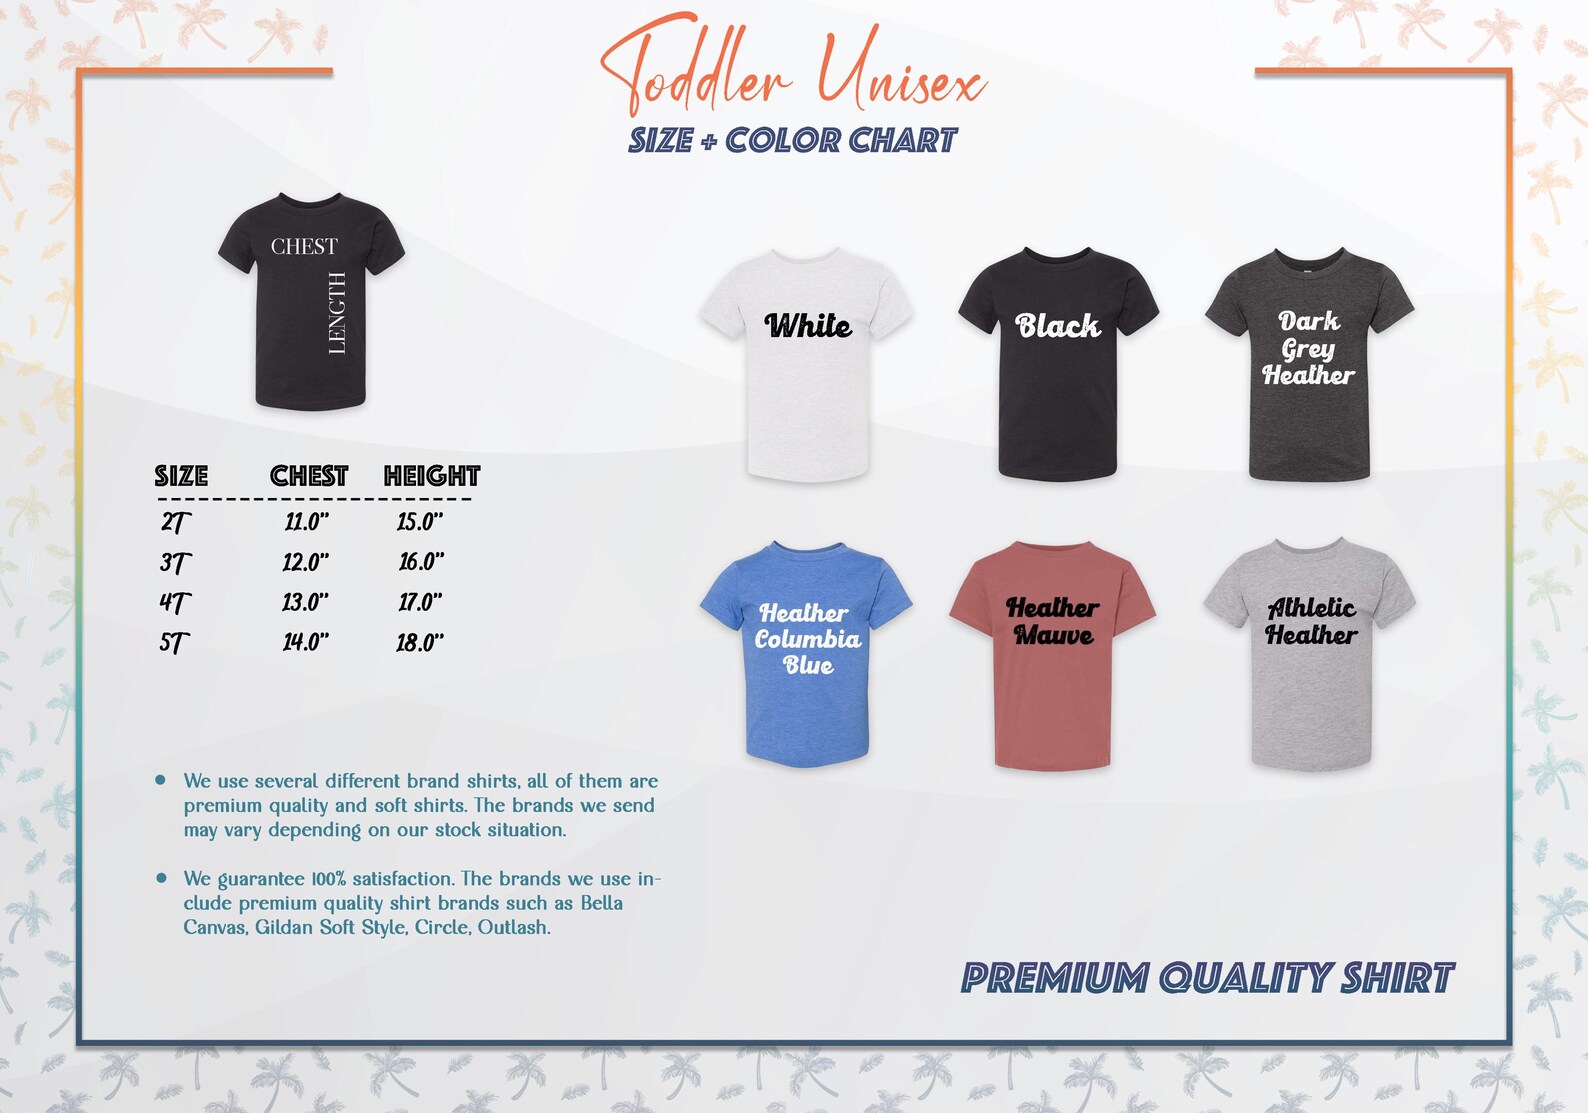 Toddler Unisex
SIZE + COLOR CHART
CHEST
LENGTH
SIZE CHEST HEIGHT
2T 11.0” 15.0”
3T 12.0” 16.0”
4T 13.0” 17.0”
5T 14.0” 18.0”
We use several different brand shirts, all of them are
premium quality and soft shirts. The brands we send
may vary depending on our stock situation.
We guarantee 100% satisfaction. The brands we use in-
clude premium quality shirt brands such as Bella
Canvas, Gildan Soft Style, Circle, Outlash.
White
Black
Dark
Grey
Heather
Heather
Columbia
Blue
Heather
Mauve
Athletic
Heather
PREMIUM QUALITY SHIRT